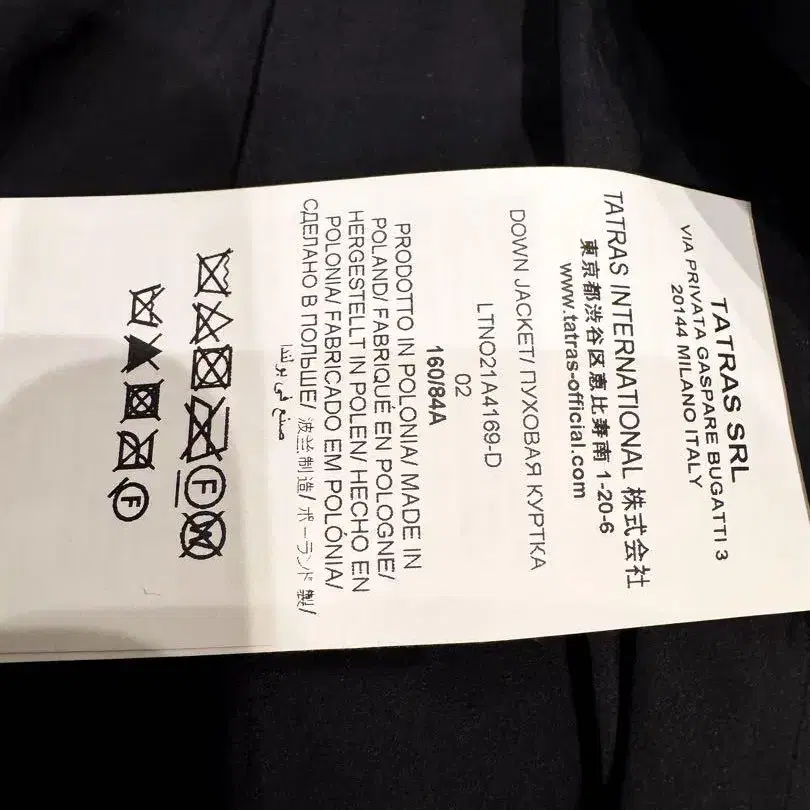 TATRAS SRL
VIA PRIVATA GASPARE BUGATTI 3
20144 MILANO ITALY
TATRAS INTERNATIONAL 株式会社
東京都渋谷区恵比寿南 1-20-6
www.tatras-official.com
DOWN JACKET/ ПУХОВАЯ КУРТКА
LTNO21A4169-D
02
160/84A
PRODOTTO IN POLONIA/ MADE IN
POLAND/ FABRIQUÉ EN POLOGNE/
HERGESTELLT IN POLEN/ HECHO EN
POLONIA/ FABRICADO EM POLÓNIA/
СДЕЛАНО В ПОЛЬШЕ/ 波兰制造/ ポーランド製/
صنع في بولندا
F
W
F